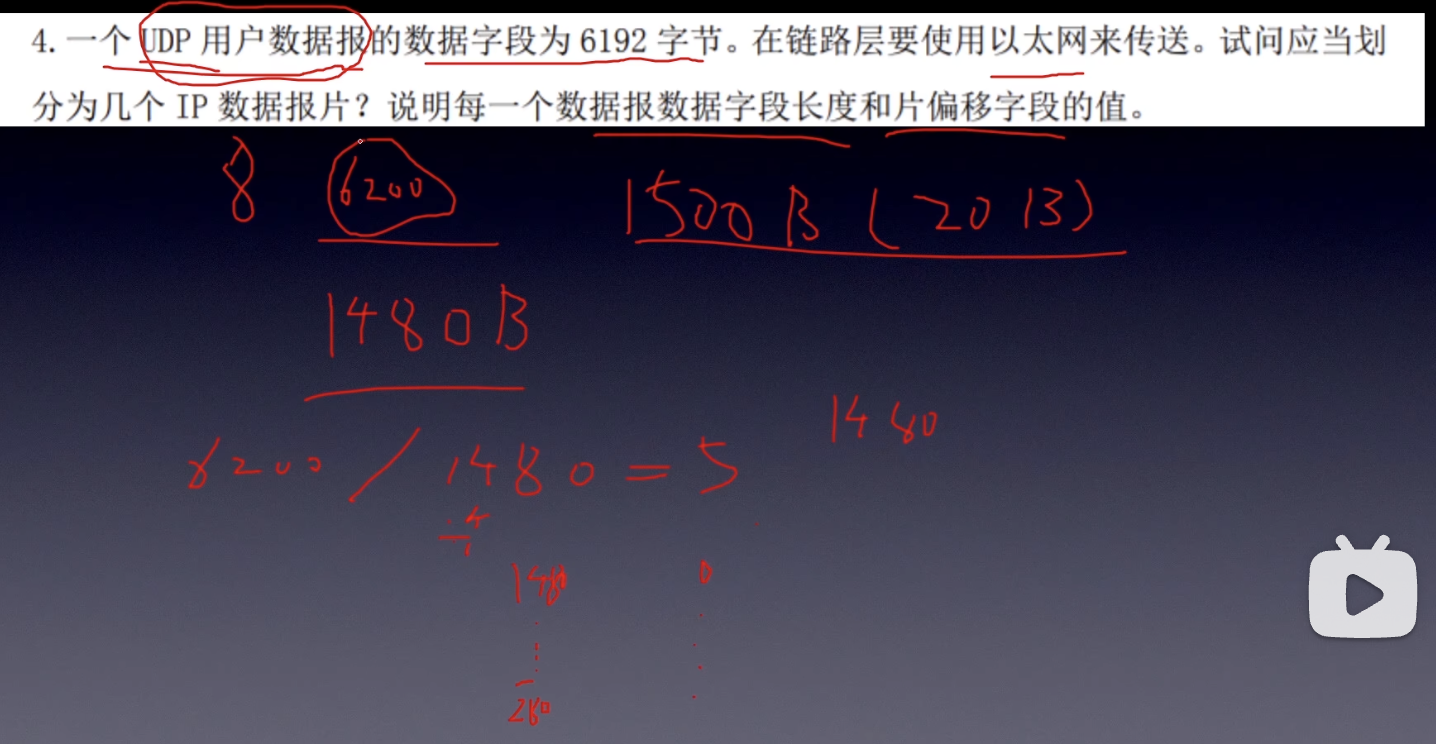 4.一个 UDP 用户数据报的数据字段为 6192 字节。在链路层要使用以太网来传送。试问应当划
分为几个 IP 数据报片？说明每一个数据报数据字段长度和片偏移字段的值。
8 6200 1500 B (20 B)
1480 B
1480
6200 / 1480 = 5
1480 0
280